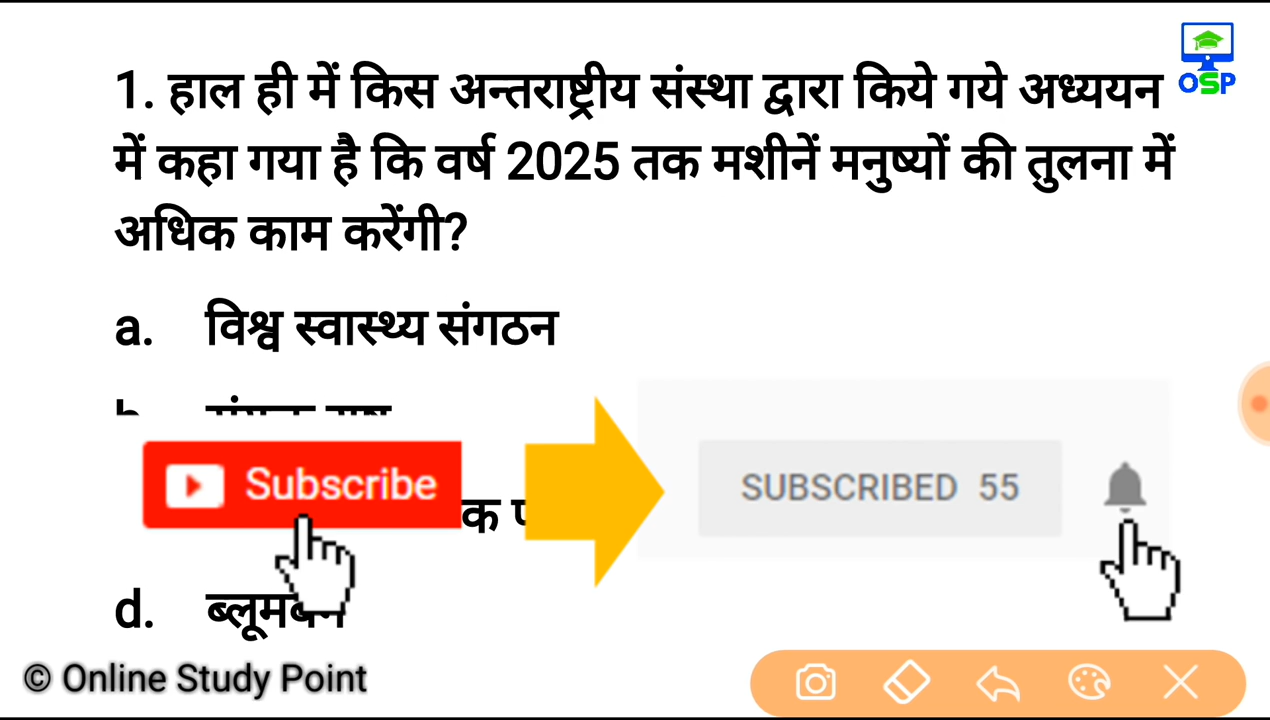 OSP
1. हाल ही में किस अन्तराष्ट्रीय संस्था द्वारा किये गये अध्ययन
में कहा गया है कि वर्ष 2025 तक मशीनें मनुष्यों की तुलना में
अधिक काम करेंगी?
a. विश्व स्वास्थ्य संगठन
Subscribe
SUBSCRIBED 55
d.
© Online Study Point